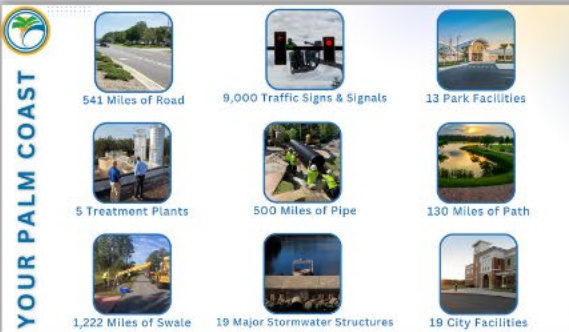 YOUR PALM COAST
541 Miles of Road
9,000 Traffic Signs & Signals
13 Park Facilities
5 Treatment Plants
500 Miles of Pipe
130 Miles of Path
1,222 Miles of Swale
19 Major Stormwater Structures
19 City Facilities